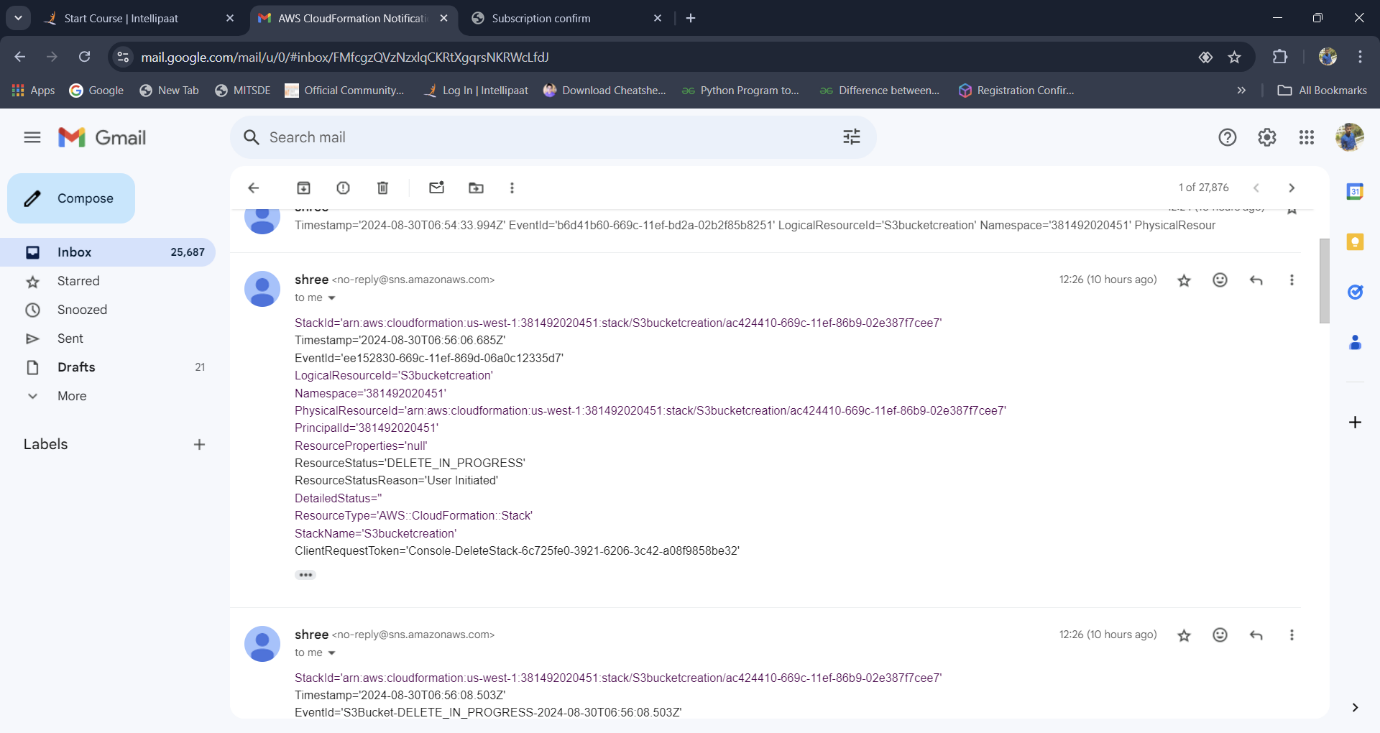 Start Course | Intellipaat
AWS CloudFormation Notificati
Subscription confirm
mail.google.com/mail/u/0/#inbox/FMfcgzQVzNzxlqCKRtXgqrsNKRWcLfdJ
Apps
Google
New Tab
MITSDE
Official Community...
Log In | Intellipaat
Download Cheatshe...
Python Program to...
Difference between...
Registration Confir...
All Bookmarks
Gmail
Search mail
Compose
Inbox 25,687
Starred
Snoozed
Sent
Drafts 21
More
Labels
1 of 27,876
shree
Timestamp='2024-08-30T06:54:33.994Z' EventId='b6d41b60-669c-11ef-bd2a-02b2f85b8251' LogicalResourceId='S3bucketcreation' Namespace='381492020451' PhysicalResour
shree <no-reply@sns.amazonaws.com> 12:26 (10 hours ago)
to me
StackId='arn:aws:cloudformation:us-west-1:381492020451:stack/S3bucketcreation/ac424410-669c-11ef-86b9-02e387f7cee7'
Timestamp='2024-08-30T06:56:06.685Z'
EventId='ee152830-669c-11ef-869d-06a0c12335d7'
LogicalResourceId='S3bucketcreation'
Namespace='381492020451'
PhysicalResourceId='arn:aws:cloudformation:us-west-1:381492020451:stack/S3bucketcreation/ac424410-669c-11ef-86b9-02e387f7cee7'
PrincipalId='381492020451'
ResourceProperties='null'
ResourceStatus='DELETE_IN_PROGRESS'
ResourceStatusReason='User Initiated'
DetailedStatus=''
ResourceType='AWS::CloudFormation::Stack'
StackName='S3bucketcreation'
ClientRequestToken='Console-DeleteStack-6c725fe0-3921-6206-3c42-a08f9858be32'
shree <no-reply@sns.amazonaws.com> 12:26 (10 hours ago)
to me
StackId='arn:aws:cloudformation:us-west-1:381492020451:stack/S3bucketcreation/ac424410-669c-11ef-86b9-02e387f7cee7'
Timestamp='2024-08-30T06:56:08.503Z'
EventId='S3Bucket-DELETE_IN_PROGRESS-2024-08-30T06:56:08.503Z'